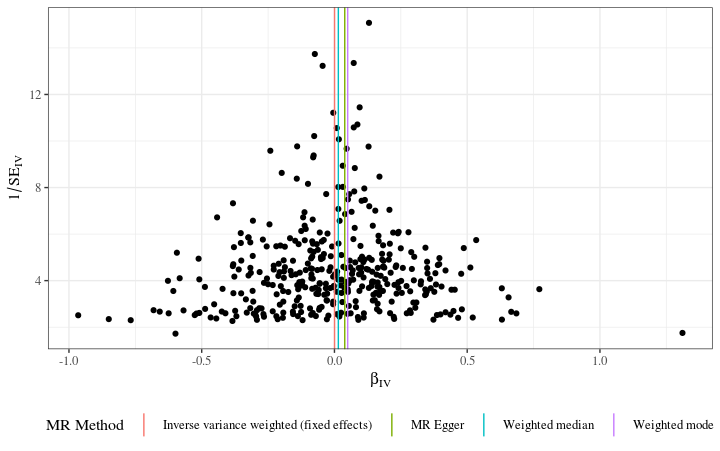 12
8
4
1/SE_IV
-1.0 -0.5 0.0 0.5 1.0
β_IV
MR Method Inverse variance weighted (fixed effects) MR Egger Weighted median Weighted mode